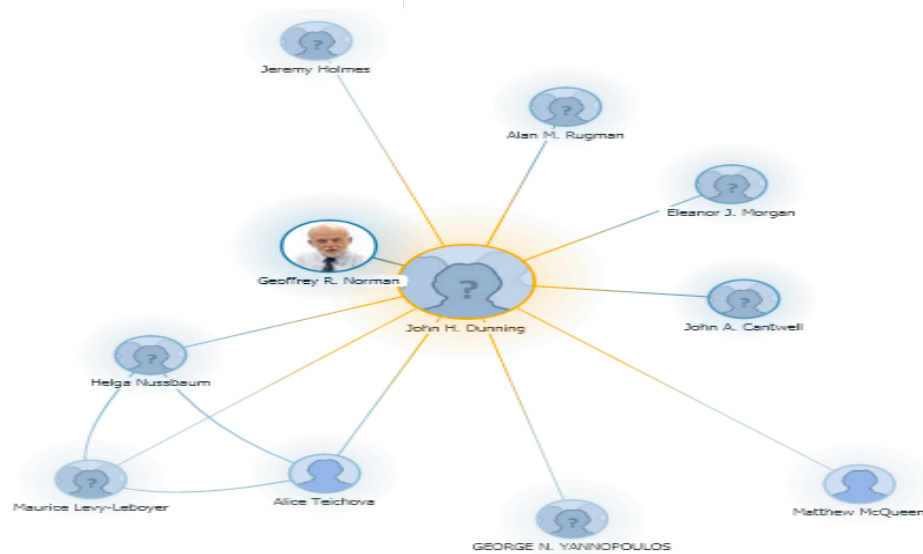 Jeremy Holmes
Alan M. Rugman
Eleanor J. Morgan
Geoffrey R. Norman
John H. Dunning
John A. Cantwell
Helga Nussbaum
Maurice Levy-Leboyer
Alice Teichova
Matthew McQueen
GEORGE N. YANNOPOULOS